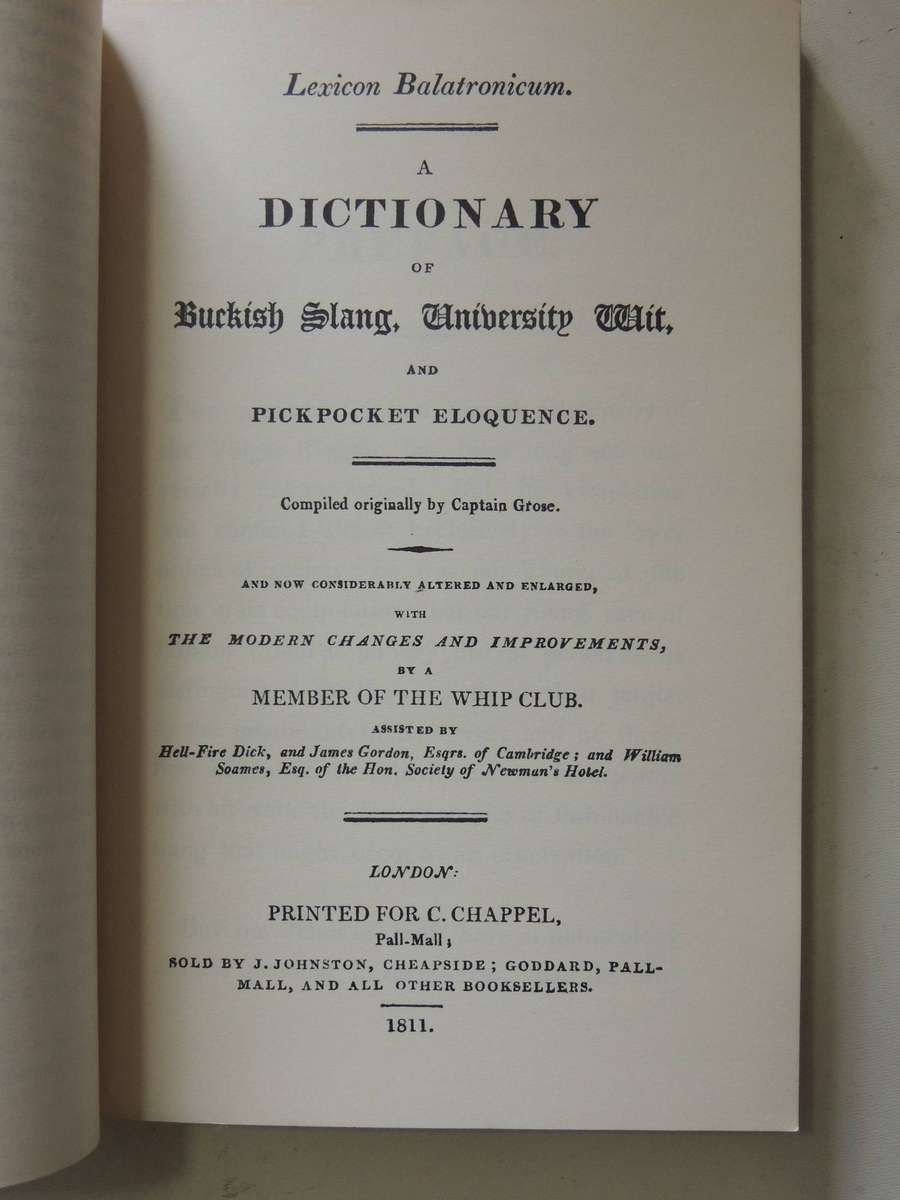 Lexicon Balatronicum.
A
DICTIONARY
OF
Buckish Slang, University Wit,
AND
PICKPOCKET ELOQUENCE.
Compiled originally by Captain Grose.
AND NOW CONSIDERABLY ALTERED AND ENLARGED,
WITH
THE MODERN CHANGES AND IMPROVEMENTS,
BY A
MEMBER OF THE WHIP CLUB.
ASSISTED BY
Hell-Fire Dick, and James Gordon, Esqrs. of Cambridge; and William
Soames, Esq. of the Hon. Society of Newman's Hotel.
LONDON:
PRINTED FOR C. CHAPPEL,
Pall-Mall;
SOLD BY J. JOHNSTON, CHEAPSIDE; GODDARD, PALL-
MALL, AND ALL OTHER BOOKSELLERS.
1811.